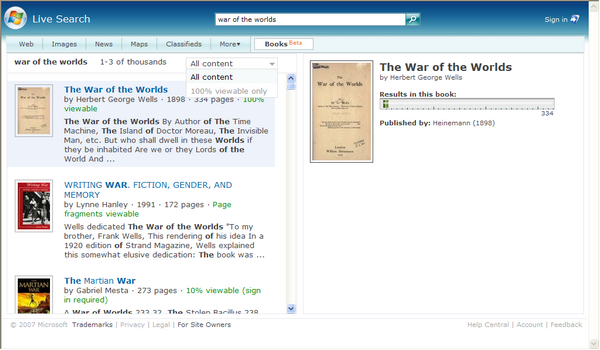 Live Search
war of the worlds
Sign in
Web Images News Maps Classifieds More▾ Books Beta
war of the worlds 1-3 of thousands All content
All content
100% viewable only
The War of the Worlds
by Herbert George Wells · 1898 · 334 pages · 100%
viewable
The War of the Worlds By Author of The Time
Machine, The Island of Doctor Moreau, The Invisible
Man, etc. But who shall dwell in these Worlds if
they be inhabited Are we or they Lords of the
World And ...
WRITING WAR. FICTION, GENDER, AND
MEMORY
by Lynne Hanley · 1991 · 172 pages · Page
fragments viewable
Wells dedicated The War of the Worlds "To my
brother, Frank Wells, This rendering of his idea In a
1920 edition of Strand Magazine, Wells explained
this somewhat elusive dedication: The book was ...
MARTIAN
WAR
The Martian War
by Gabriel Mesta · 273 pages · 10% viewable (sign
in required)
A War of Worlds 233 32. The Stolen Bacillus 238
The
War of the Worlds
The War of the Worlds
by Herbert George Wells
Results in this book:
334
Published by: Heinemann (1898)
© 2007 Microsoft Trademarks | Privacy | Legal | For Site Owners
Help Central | Account | Feedback